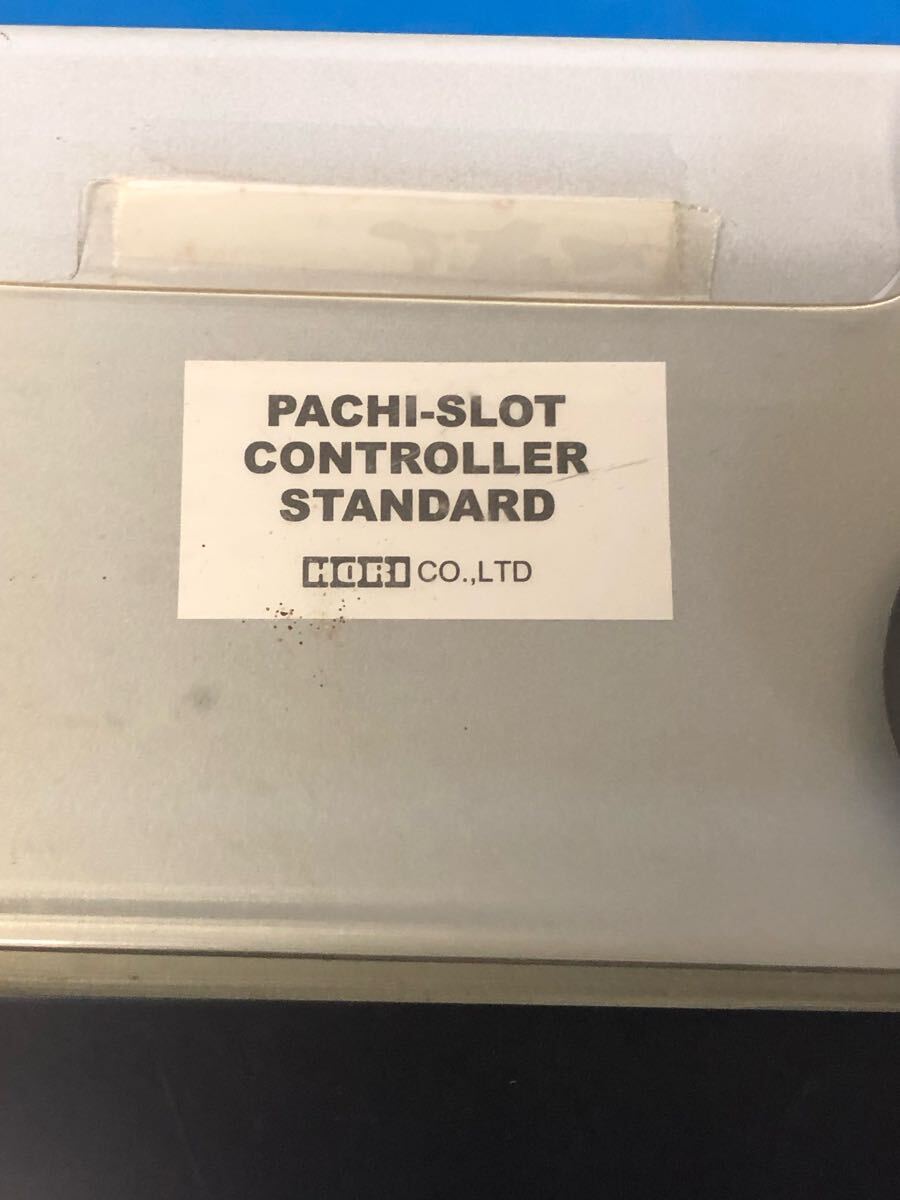 PACHI-SLOT
CONTROLLER
STANDARD
HORI CO.,LTD